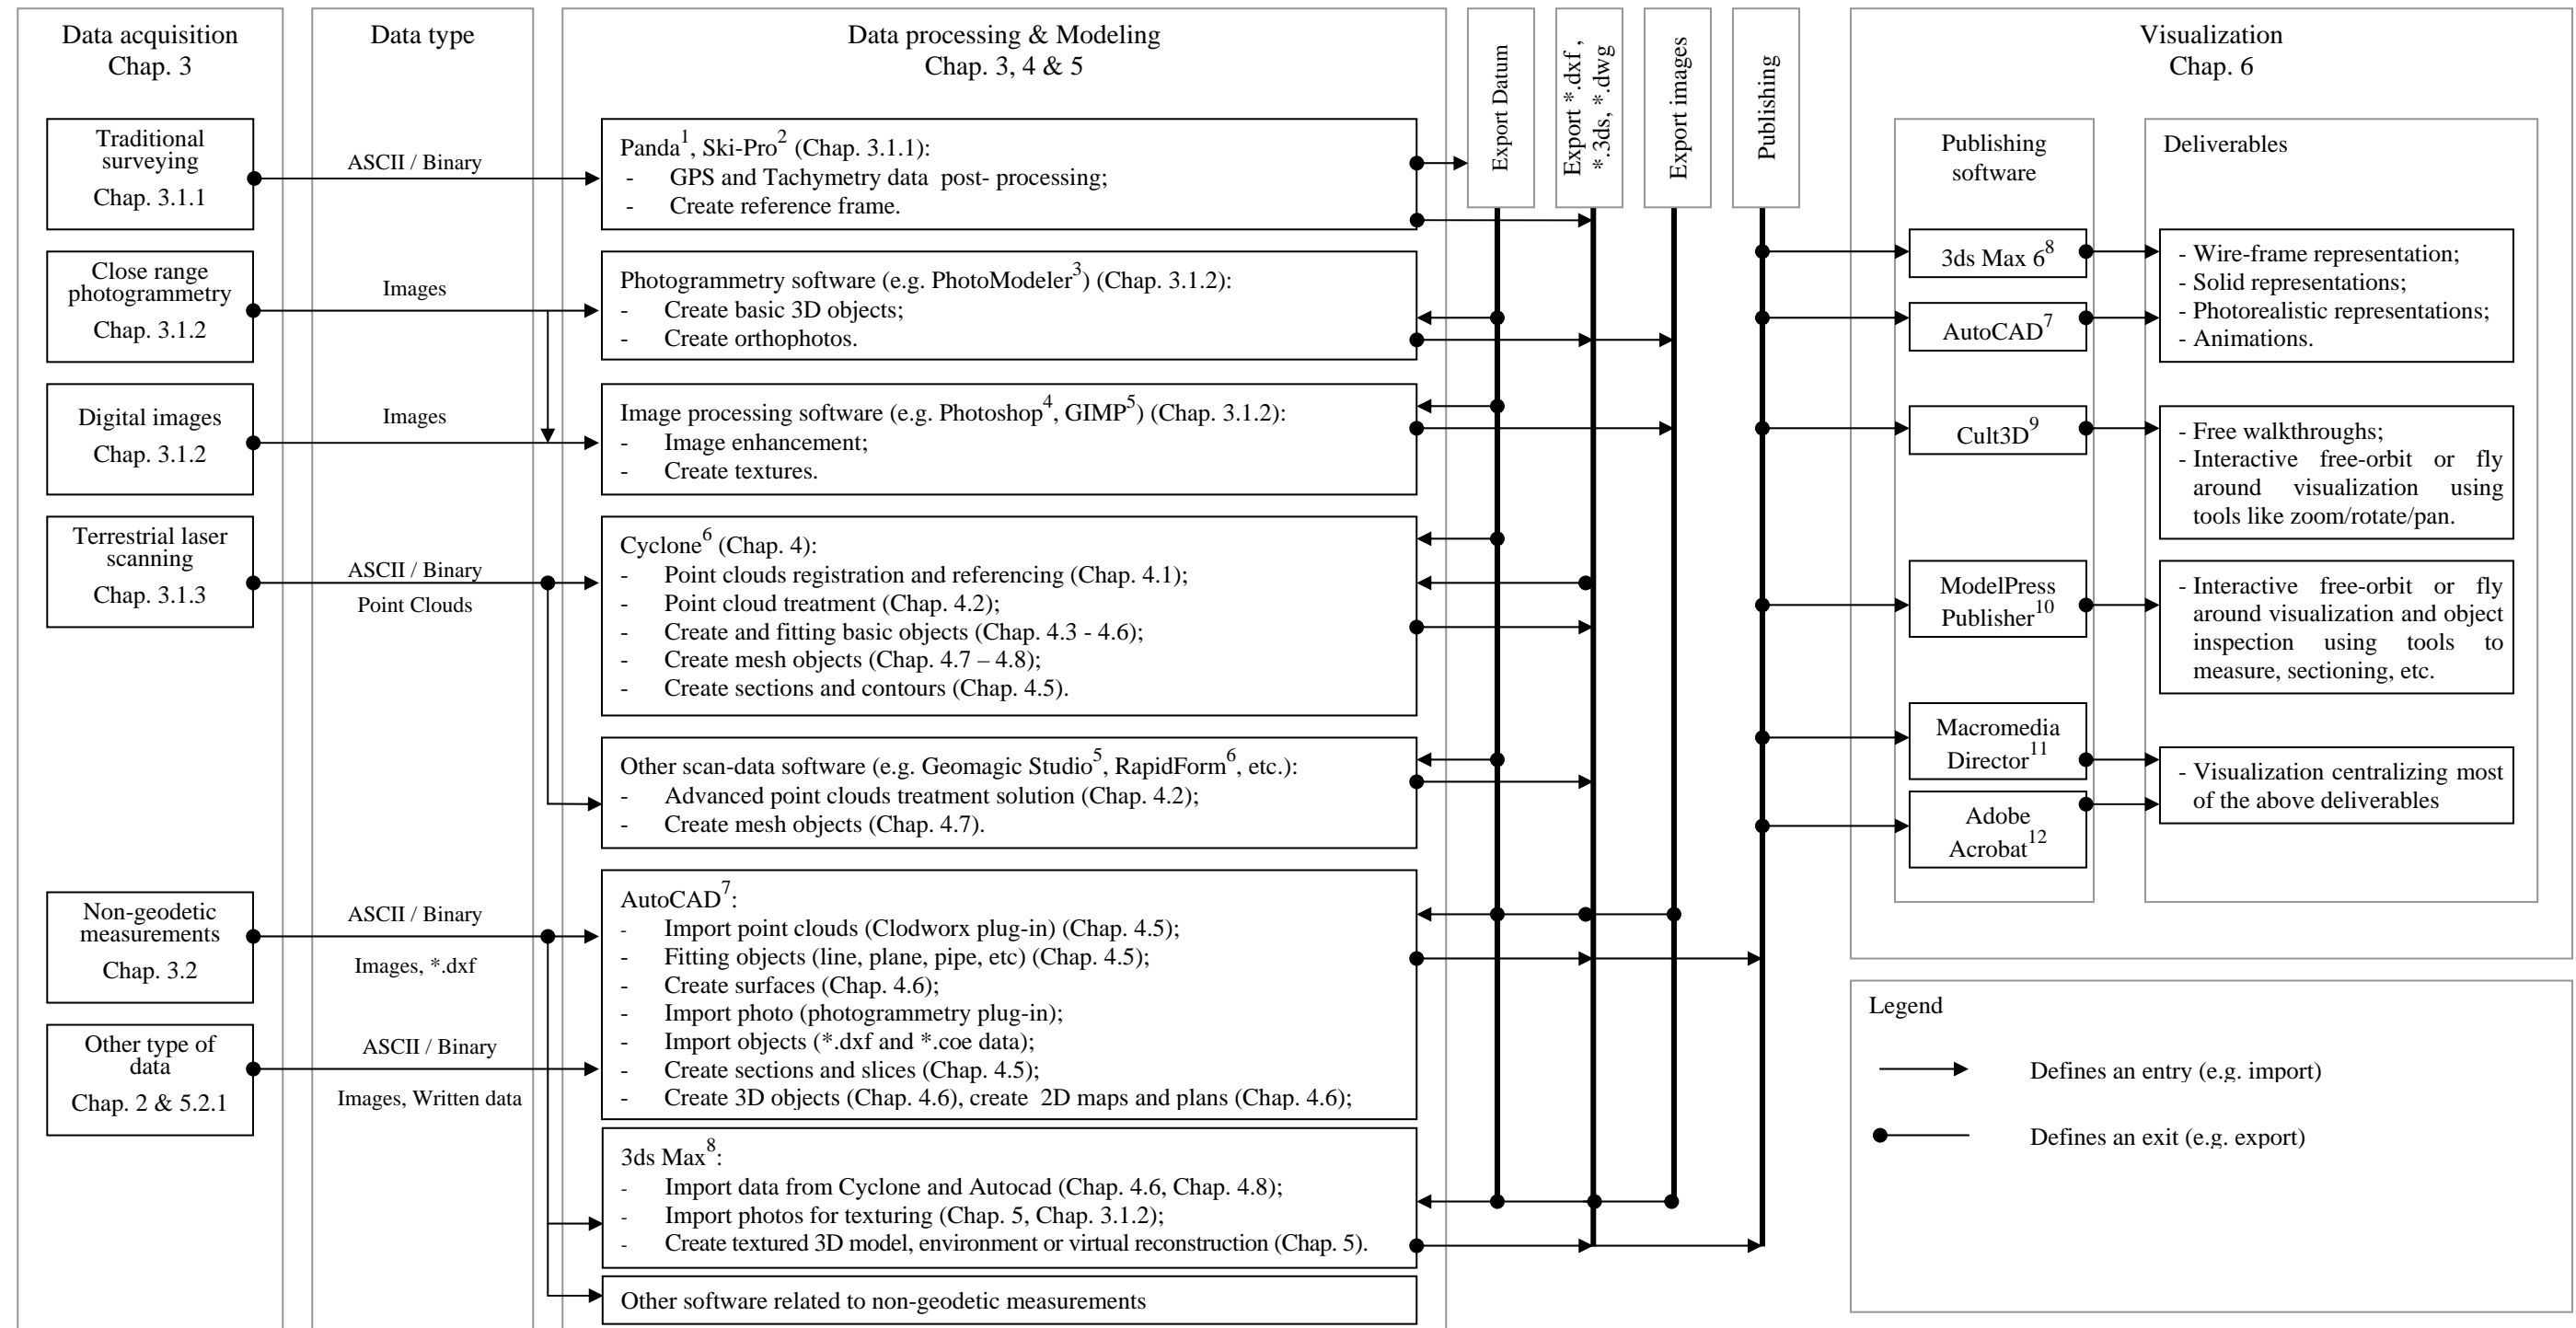 Data acquisition
Chap. 3
Traditional
surveying
Chap. 3.1.1
Close range
photogrammetry
Chap. 3.1.2
Digital images
Chap. 3.1.2
Terrestrial laser
scanning
Chap. 3.1.3
Non-geodetic
measurements
Chap. 3.2
Other type of
data
Chap. 2 & 5.2.1
Data type
ASCII / Binary
Images
Images
ASCII / Binary
Point Clouds
ASCII / Binary
Images, *.dxf
ASCII / Binary
Images, Written data
Data processing & Modeling
Chap. 3, 4 & 5
Panda1, Ski-Pro2 (Chap. 3.1.1):
- GPS and Tachymetry data post- processing;
- Create reference frame.
Photogrammetry software (e.g. PhotoModeler3) (Chap. 3.1.2):
- Create basic 3D objects;
- Create orthophotos.
Image processing software (e.g. Photoshop4, GIMP5) (Chap. 3.1.2):
- Image enhancement;
- Create textures.
Cyclone6 (Chap. 4):
- Point clouds registration and referencing (Chap. 4.1);
- Point cloud treatment (Chap. 4.2);
- Create and fitting basic objects (Chap. 4.3 - 4.6);
- Create mesh objects (Chap. 4.7 – 4.8);
- Create sections and contours (Chap. 4.5).
Other scan-data software (e.g. Geomagic Studio5, RapidForm6, etc.):
- Advanced point clouds treatment solution (Chap. 4.2);
- Create mesh objects (Chap. 4.7).
AutoCAD7:
- Import point clouds (Clodworx plug-in) (Chap. 4.5);
- Fitting objects (line, plane, pipe, etc) (Chap. 4.5);
- Create surfaces (Chap. 4.6);
- Import photo (photogrammetry plug-in);
- Import objects (*.dxf and *.coe data);
- Create sections and slices (Chap. 4.5);
- Create 3D objects (Chap. 4.6), create 2D maps and plans (Chap. 4.6);
3ds Max8:
- Import data from Cyclone and Autocad (Chap. 4.6, Chap. 4.8);
- Import photos for texturing (Chap. 5, Chap. 3.1.2);
- Create textured 3D model, environment or virtual reconstruction (Chap. 5).
Other software related to non-geodetic measurements
Export Datum
Export *.dxf ,
*.3ds, *.dwg
Export images
Publishing
Visualization
Chap. 6
Publishing
software
3ds Max 68
AutoCAD7
Cult3D9
ModelPress
Publisher10
Macromedia
Director11
Adobe
Acrobat12
Deliverables
- Wire-frame representation;
- Solid representations;
- Photorealistic representations;
- Animations.
- Free walkthroughs;
- Interactive free-orbit or fly
around visualization using
tools like zoom/rotate/pan.
- Interactive free-orbit or fly
around visualization and object
inspection using tools to
measure, sectioning, etc.
- Visualization centralizing most
of the above deliverables
Legend
Defines an entry (e.g. import)
Defines an exit (e.g. export)